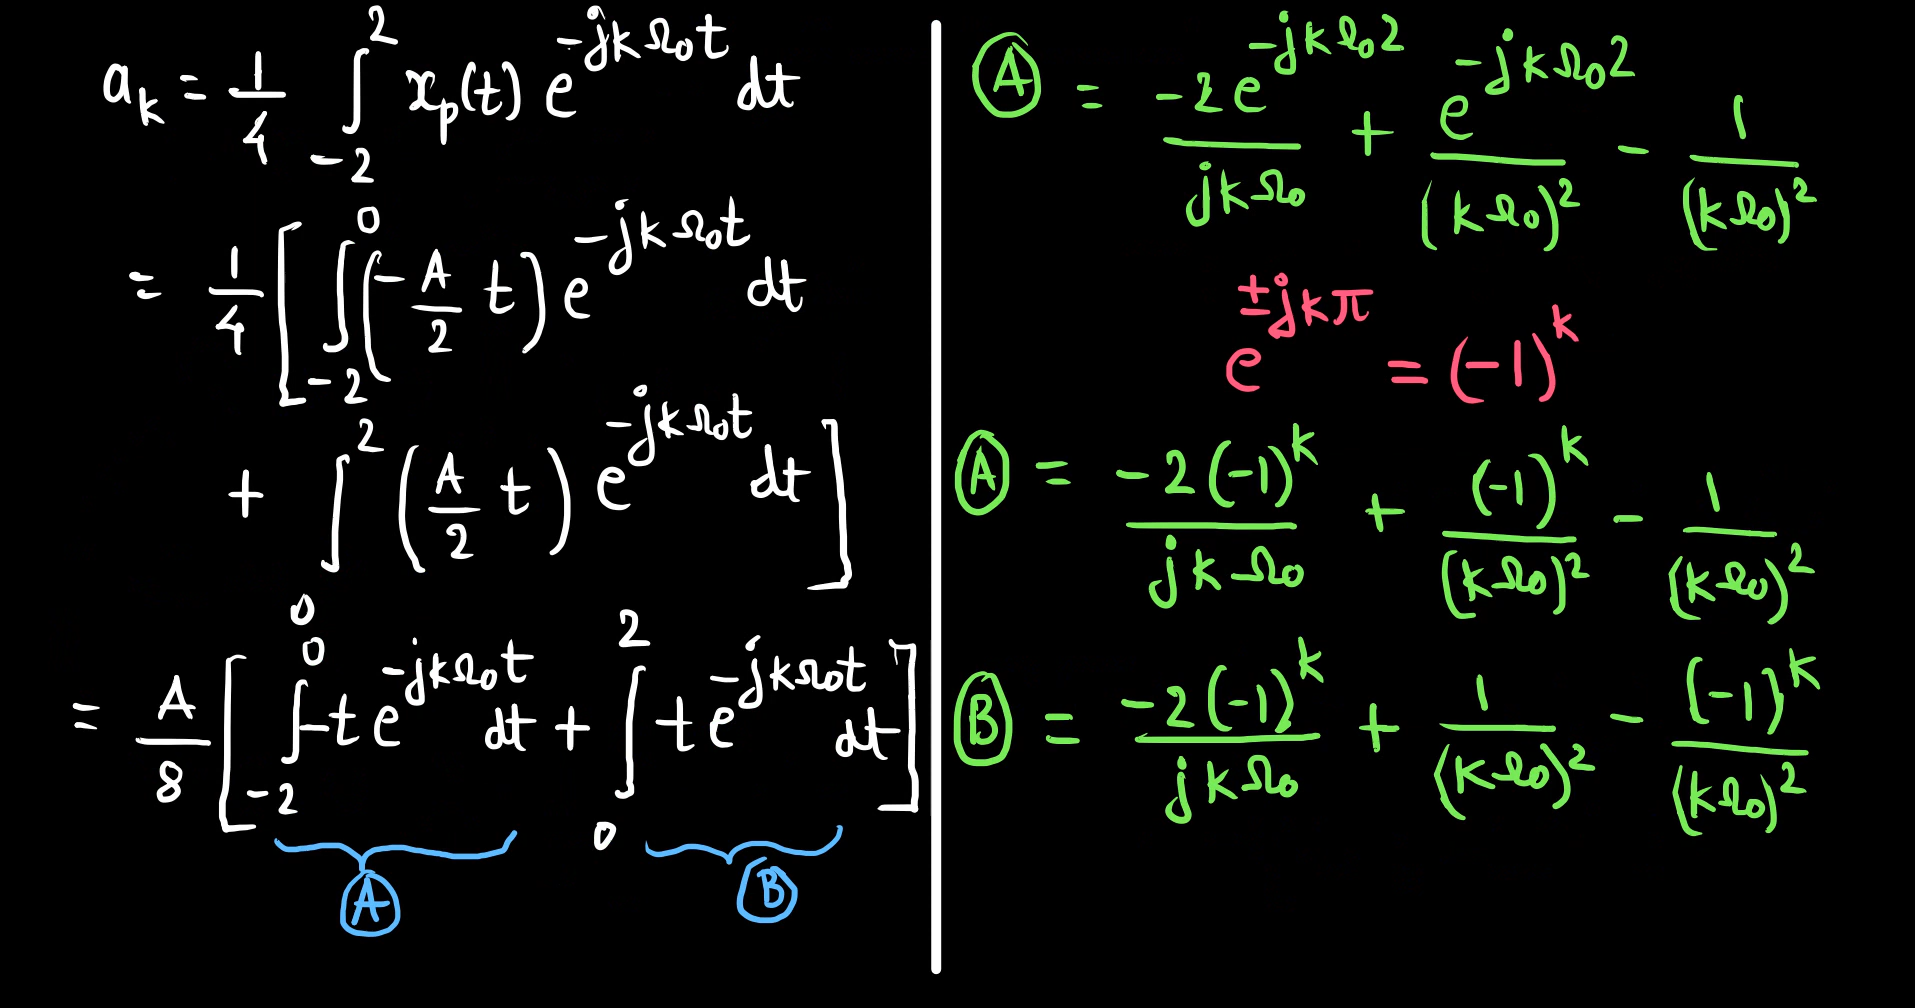 a_k = 1/4 ∫_{-2}^{2} x_p(t) e^{-jkΩ₀t} dt
= 1/4 [ ∫_{-2}^{0} (-A/2 t) e^{-jkΩ₀t} dt
+ ∫_{0}^{2} (A/2 t) e^{-jkΩ₀t} dt ]
= A/8 [ ∫_{-2}^{0} -t e^{-jkΩ₀t} dt + ∫_{0}^{2} t e^{-jkΩ₀t} dt ]
Ⓐ Ⓑ
Ⓐ = -2e^{-jkΩ₀2}/jkΩ₀ + e^{-jkΩ₀2}/(kΩ₀)² - 1/(kΩ₀)²
e^{±jkπ} = (-1)^k
Ⓐ = -2(-1)^k/jkΩ₀ + (-1)^k/(kΩ₀)² - 1/(kΩ₀)²
Ⓑ = -2(-1)^k/jkΩ₀ + 1/(kΩ₀)² - (-1)^k/(kΩ₀)²